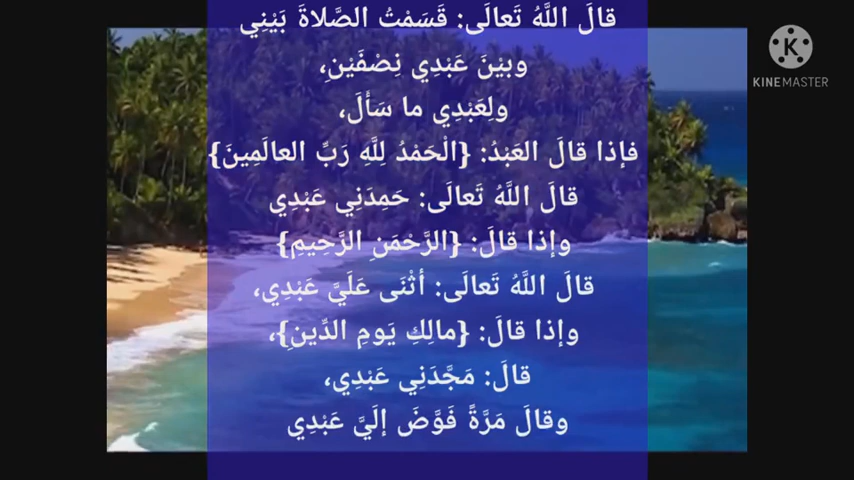 قالَ اللَّهُ تَعالَى: قَسَمْتُ الصَّلاةَ بَيْنِي
وبيْنَ عَبْدِي نِصْفَيْنِ،
ولِعَبْدِي ما سَألَ،
فإذا قالَ العَبْدُ: {الْحَمْدُ لِلَّهِ رَبِّ العالَمِينَ}
قالَ اللَّهُ تَعالَى: حَمِدَنِي عَبْدِي
وإذا قالَ: {الرَّحْمَنِ الرَّحِيمِ}
قالَ اللَّهُ تَعالَى: أثْنَى عَلَيَّ عَبْدِي،
وإذا قالَ: {مالِكِ يَومِ الدِّينِ}،
قالَ: مَجَّدَنِي عَبْدِي،
وقالَ مَرَّةً فَوَّضَ إلَيَّ عَبْدِي
KINEMASTER